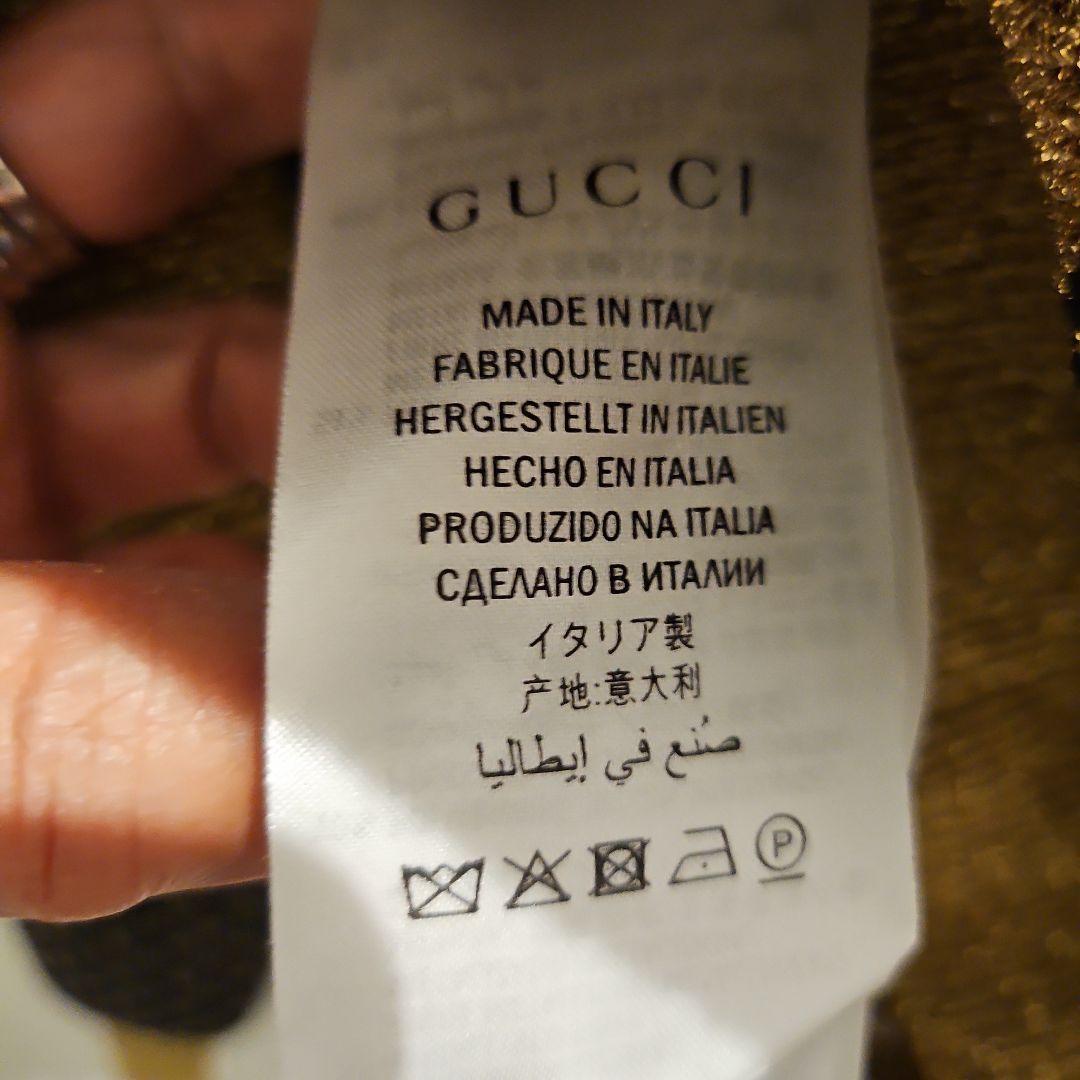 GUCCI
MADE IN ITALY
FABRIQUE EN ITALIE
HERGESTELLT IN ITALIEN
HECHO EN ITALIA
PRODUZIDO NA ITALIA
СДЕЛАНО В ИТАЛИИ
イタリア製
产地:意大利
صُنع في إيطاليا
P